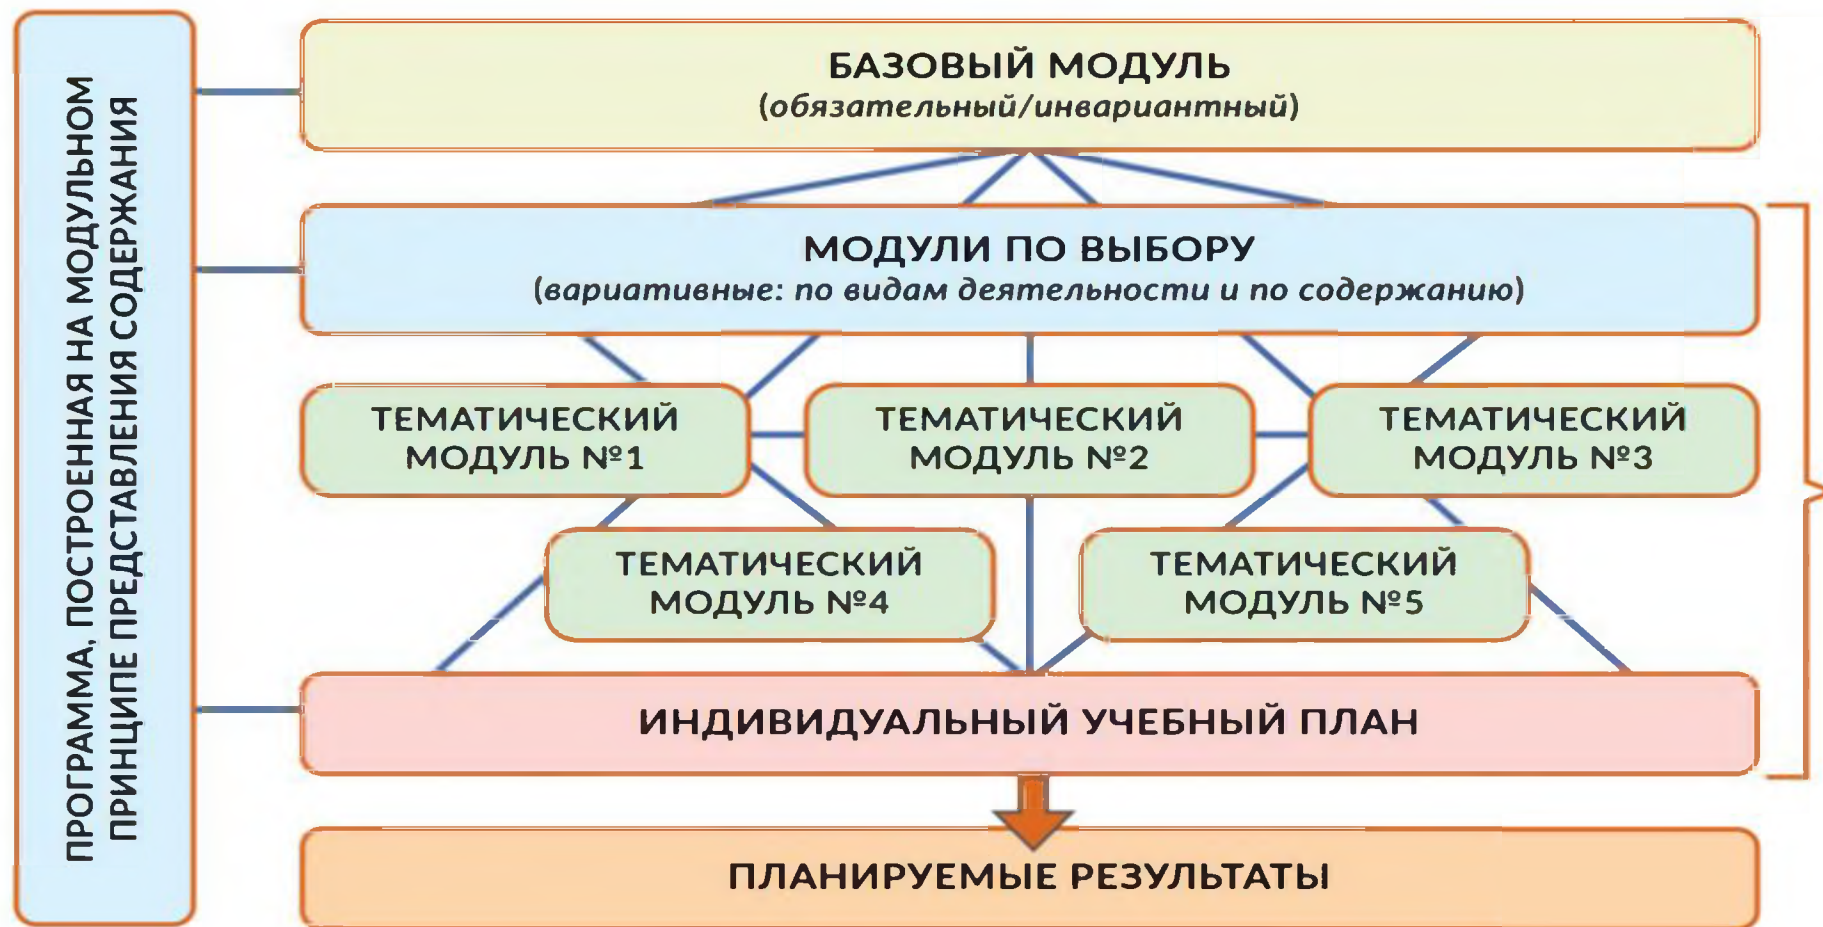 ПРОГРАММА, ПОСТРОЕННАЯ НА МОДУЛЬНОМ
ПРИНЦИПЕ ПРЕДСТАВЛЕНИЯ СОДЕРЖАНИЯ
БАЗОВЫЙ МОДУЛЬ
(обязательный/инвариантный)
МОДУЛИ ПО ВЫБОРУ
(вариативные: по видам деятельности и по содержанию)
ТЕМАТИЧЕСКИЙ
МОДУЛЬ №1
ТЕМАТИЧЕСКИЙ
МОДУЛЬ №2
ТЕМАТИЧЕСКИЙ
МОДУЛЬ №3
ТЕМАТИЧЕСКИЙ
МОДУЛЬ №4
ТЕМАТИЧЕСКИЙ
МОДУЛЬ №5
ИНДИВИДУАЛЬНЫЙ УЧЕБНЫЙ ПЛАН
ПЛАНИРУЕМЫЕ РЕЗУЛЬТАТЫ